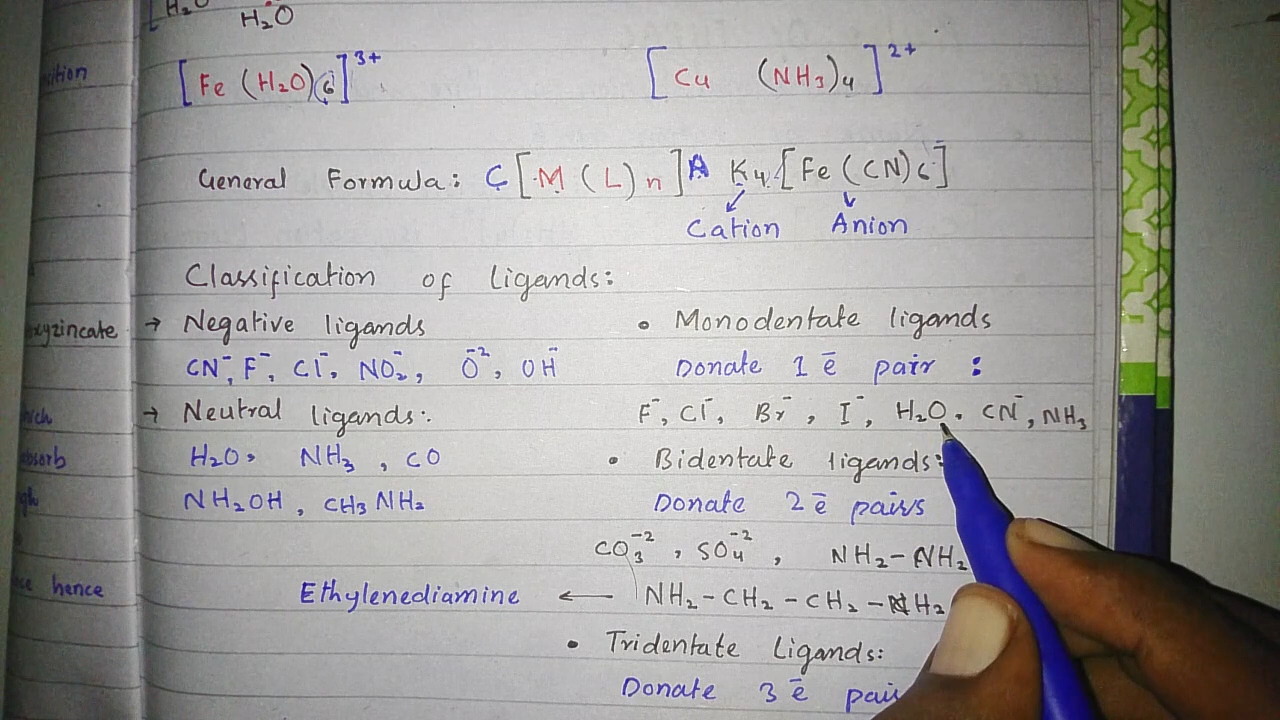 [H₂O
H₂O
[Fe (H₂O)₆]³⁺ [Cu (NH₃)₄]²⁺
General Formula: C[M (L)n]A K₄[Fe(CN)₆]
Cation Anion
Classification of ligands:
→ Negative ligands
CN⁻, F⁻, Cl⁻, NO₂⁻, O⁻², OH⁻
→ Neutral ligands:
H₂O, NH₃, CO
NH₂OH, CH₃NH₂
• Monodentate ligands
Donate 1 ē pair :
F⁻, Cl⁻, Br⁻, I⁻, H₂O, CN⁻, NH₃
• Bidentate ligands:
Donate 2 ē pairs
CO₃⁻², SO₄⁻², NH₂-NH₂
Ethylenediamine ← NH₂-CH₂-CH₂-NH₂
• Tridentate Ligands:
Donate 3 ē
oxyzincate
absorb
hence